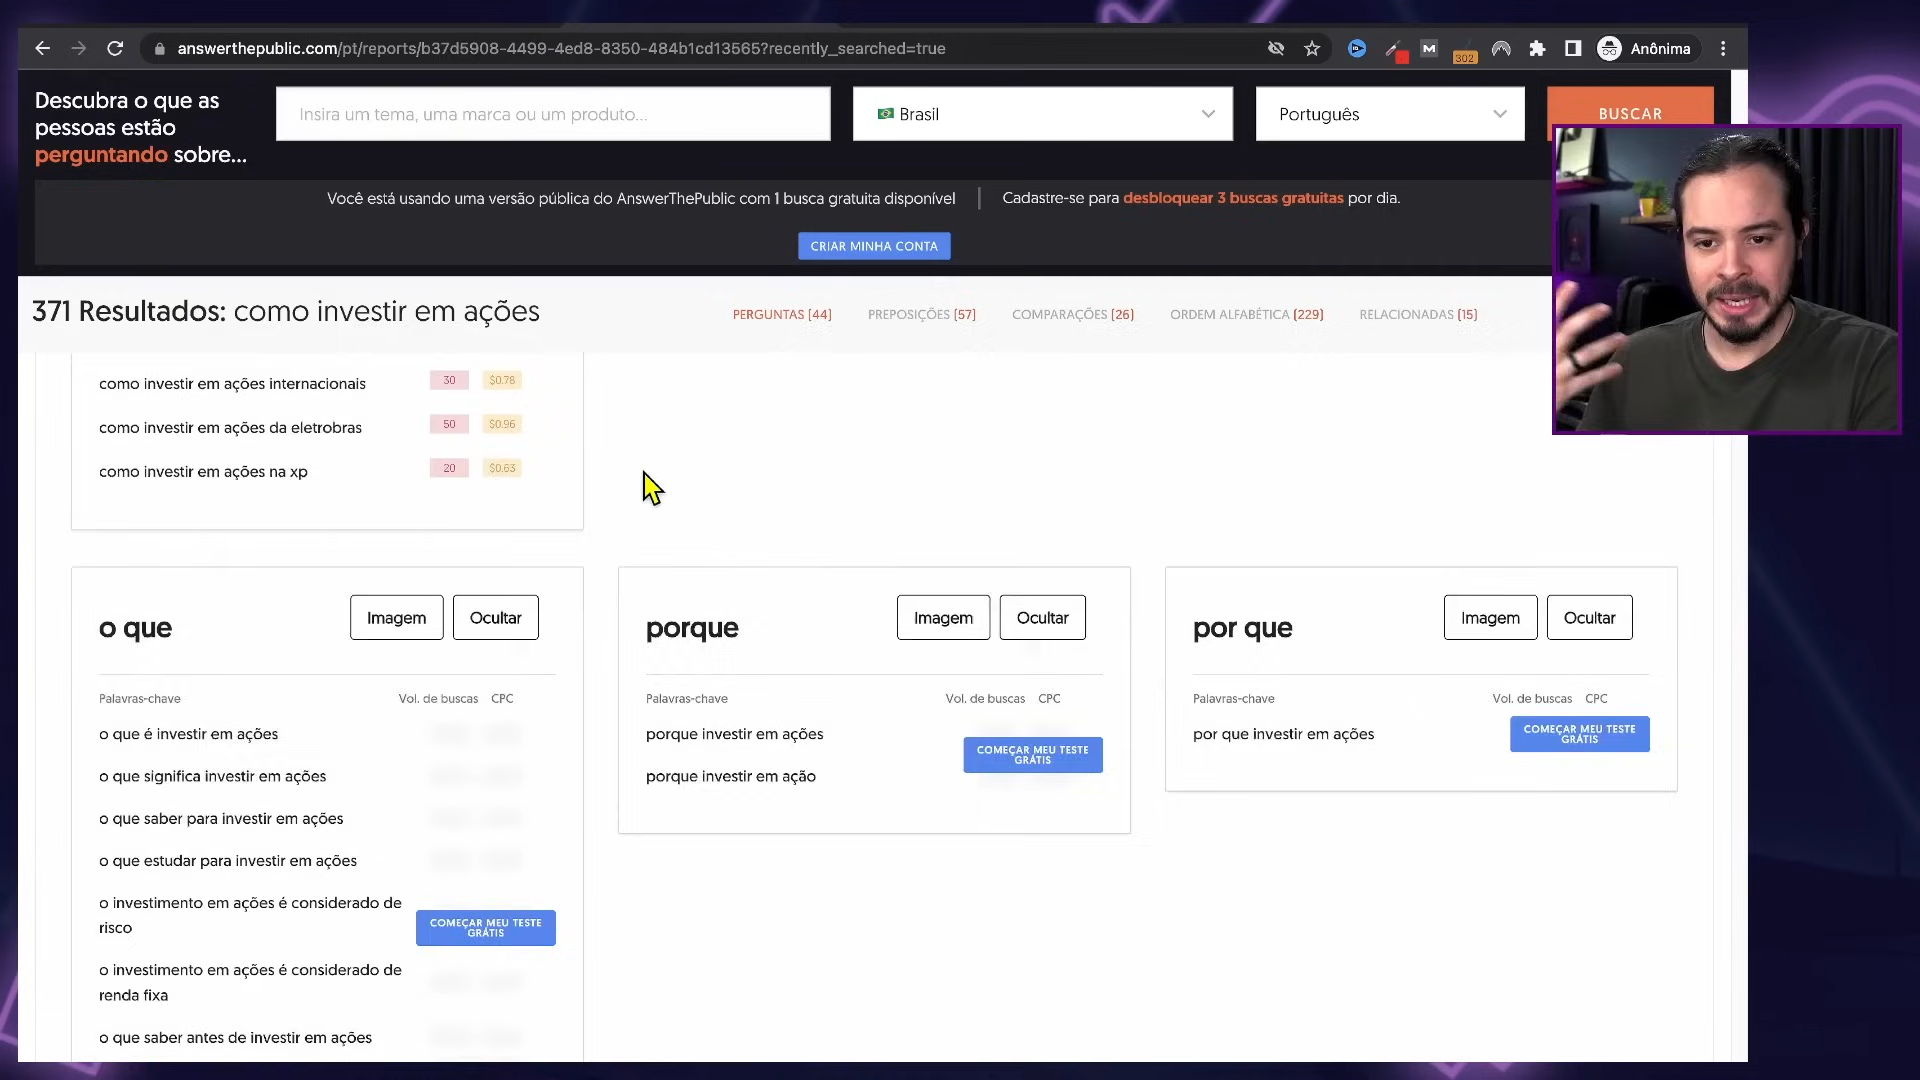 answerthepublic.com/pt/reports/b37d5908-4499-4ed8-8350-484b1cd13565?recently_searched=true
302
Anônima
Descubra o que as
pessoas estão
perguntando sobre...
Insira um tema, uma marca ou um produto...
Brasil
Português
BUSCAR
Você está usando uma versão pública do AnswerThePublic com 1 busca gratuita disponível
Cadastre-se para desbloquear 3 buscas gratuitas por dia.
CRIAR MINHA CONTA
371 Resultados: como investir em ações
PERGUNTAS (44)
PREPOSIÇÕES (57)
COMPARAÇÕES (26)
ORDEM ALFABÉTICA (229)
RELACIONADAS (15)
como investir em ações internacionais 30 $0.78
como investir em ações da eletrobras 50 $0.96
como investir em ações na xp 20 $0.63
o que
Imagem
Ocultar
Palavras-chave
Vol. de buscas
CPC
o que é investir em ações
o que significa investir em ações
o que saber para investir em ações
o que estudar para investir em ações
o investimento em ações é considerado de
risco
COMEÇAR MEU TESTE
GRÁTIS
o investimento em ações é considerado de
renda fixa
o que saber antes de investir em ações
porque
Imagem
Ocultar
Palavras-chave
Vol. de buscas
CPC
porque investir em ações
porque investir em ação
COMEÇAR MEU TESTE
GRÁTIS
por que
Imagem
Ocultar
Palavras-chave
Vol. de buscas
CPC
por que investir em ações
COMEÇAR MEU TESTE
GRÁTIS